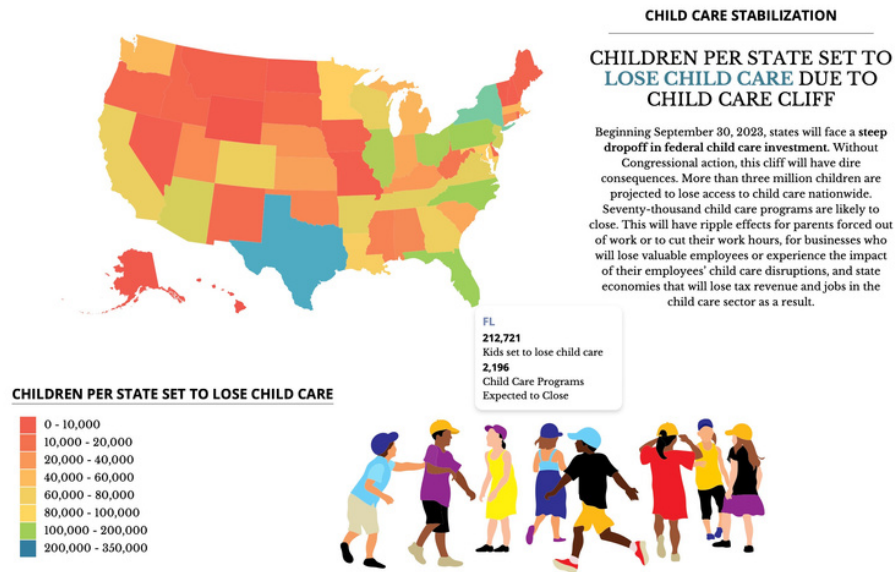 CHILD CARE STABILIZATION
CHILDREN PER STATE SET TO
LOSE CHILD CARE DUE TO
CHILD CARE CLIFF
Beginning September 30, 2023, states will face a steep
dropoff in federal child care investment. Without
Congressional action, this cliff will have dire
consequences. More than three million children are
projected to lose access to child care nationwide.
Seventy-thousand child care programs are likely to
close. This will have ripple effects for parents forced out
of work or to cut their work hours, for businesses who
will lose valuable employees or experience the impact
of their employees' child care disruptions, and state
economies that will lose tax revenue and jobs in the
child care sector as a result.
FL
212,721
Kids set to lose child care
2,196
Child Care Programs
Expected to Close
CHILDREN PER STATE SET TO LOSE CHILD CARE
0 - 10,000
10,000 - 20,000
20,000 - 40,000
40,000 - 60,000
60,000 - 80,000
80,000 - 100,000
100,000 - 200,000
200,000 - 350,000